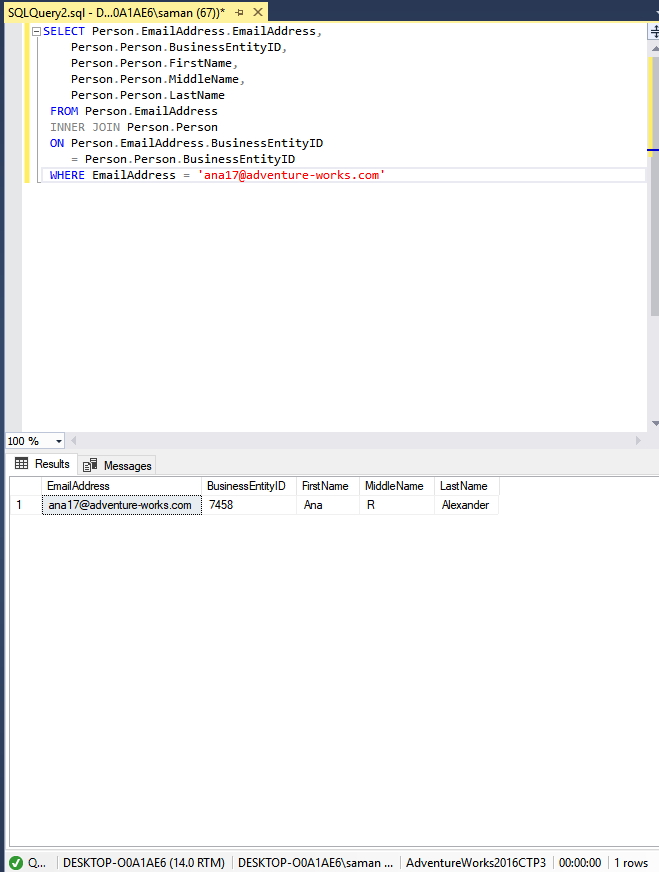 SQLQuery2.sql - D...0A1AE6\saman (67))*
SELECT Person.EmailAddress.EmailAddress,
Person.Person.BusinessEntityID,
Person.Person.FirstName,
Person.Person.MiddleName,
Person.Person.LastName
FROM Person.EmailAddress
INNER JOIN Person.Person
ON Person.EmailAddress.BusinessEntityID
= Person.Person.BusinessEntityID
WHERE EmailAddress = 'ana17@adventure-works.com'
100 %
Results Messages
EmailAddress BusinessEntityID FirstName MiddleName LastName
1 ana17@adventure-works.com 7458 Ana R Alexander
Q... DESKTOP-O0A1AE6 (14.0 RTM) DESKTOP-O0A1AE6\saman ... AdventureWorks2016CTP3 00:00:00 1 rows